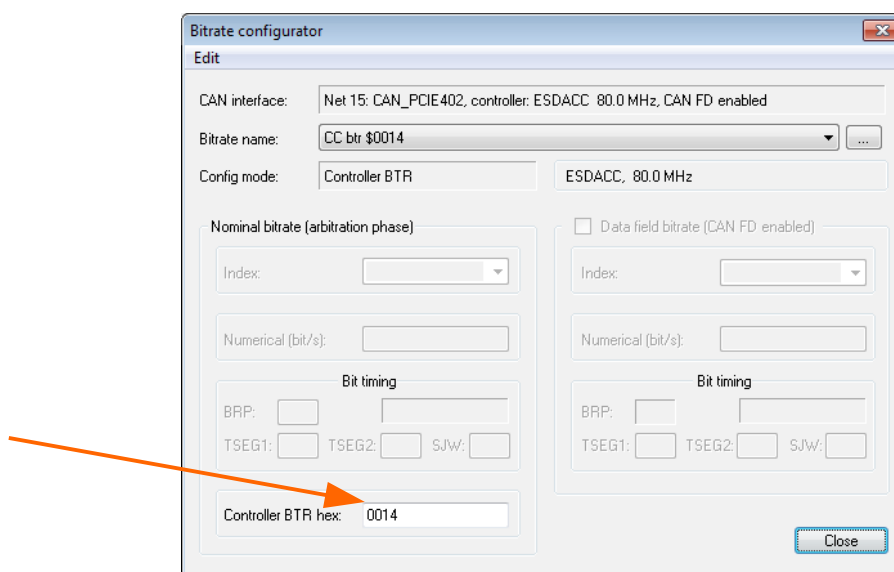 Bitrate configurator
Edit
CAN interface: Net 15: CAN_PCIE402, controller: ESDACC 80.0 MHz, CAN FD enabled
Bitrate name: CC btr $0014 ...
Config mode: Controller BTR ESDACC, 80.0 MHz
Nominal bitrate (arbitration phase) Data field bitrate (CAN FD enabled)
Index: Index:
Numerical (bit/s): Numerical (bit/s):
Bit timing Bit timing
BRP: BRP:
TSEG1: TSEG2: SJW: TSEG1: TSEG2: SJW:
Controller BTR hex: 0014
Close